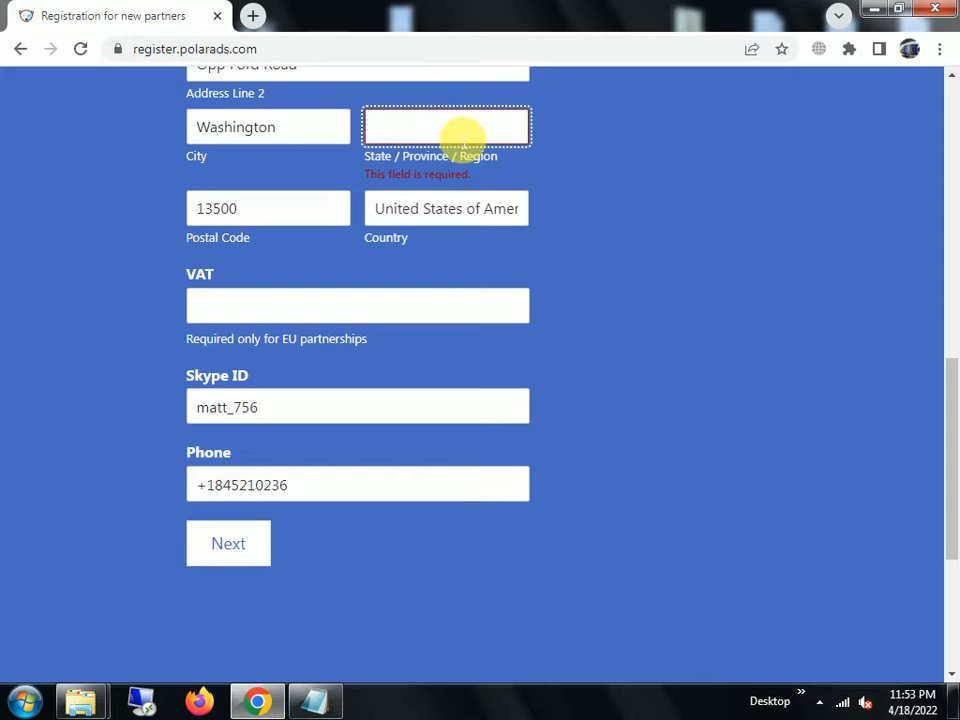 Registration for new partners
register.polarads.com
Opp Ford Road
Address Line 2
Washington
City
State / Province / Region
This field is required.
13500
United States of Amer
Postal Code
Country
VAT
Required only for EU partnerships
Skype ID
matt_756
Phone
+1845210236
Next
Desktop
11:53 PM
4/18/2022